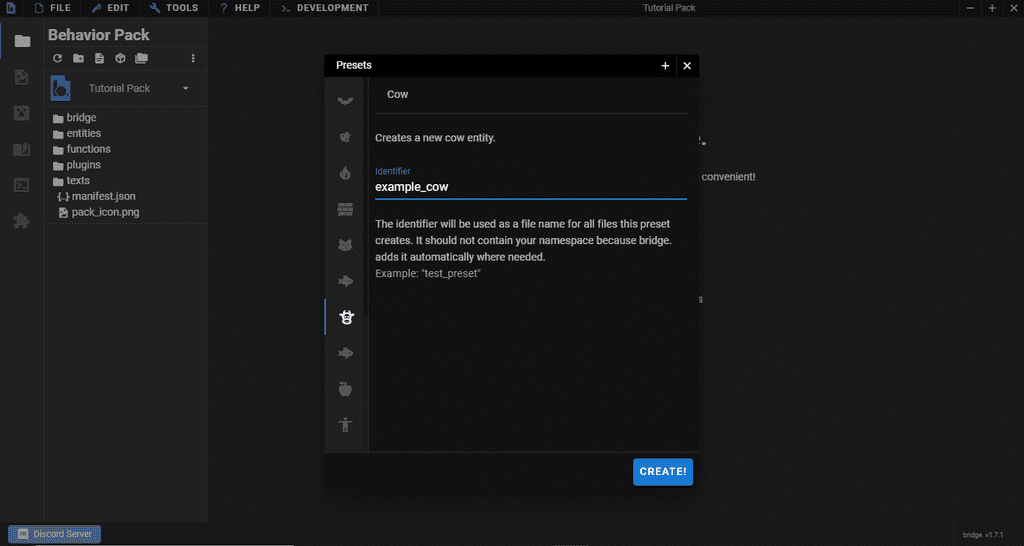 FILE EDIT TOOLS HELP DEVELOPMENT Tutorial Pack
Behavior Pack
Tutorial Pack
bridge
entities
functions
plugins
texts
{..} manifest.json
pack_icon.png
Presets
Cow
Creates a new cow entity.
Identifier
example_cow
The identifier will be used as a file name for all files this preset
creates. It should not contain your namespace because bridge.
adds it automatically where needed.
Example: "test_preset"
CREATE!
convenient!
Discord Server
bridge. v1.7.1